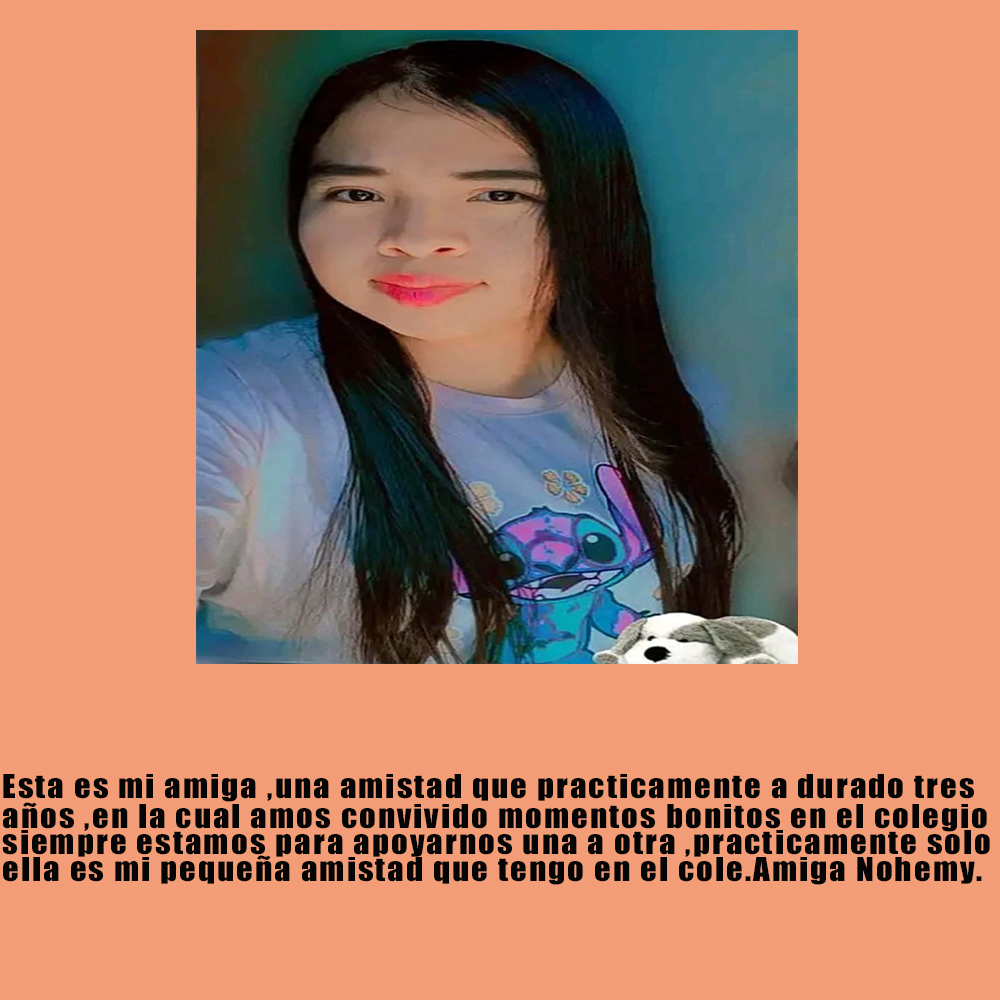 Esta es mi amiga ,una amistad que practicamente a durado tres
años ,en la cual amos convivido momentos bonitos en el colegio
siempre estamos para apoyarnos una a otra ,practicamente solo
ella es mi pequeña amistad que tengo en el cole.Amiga Nohemy.